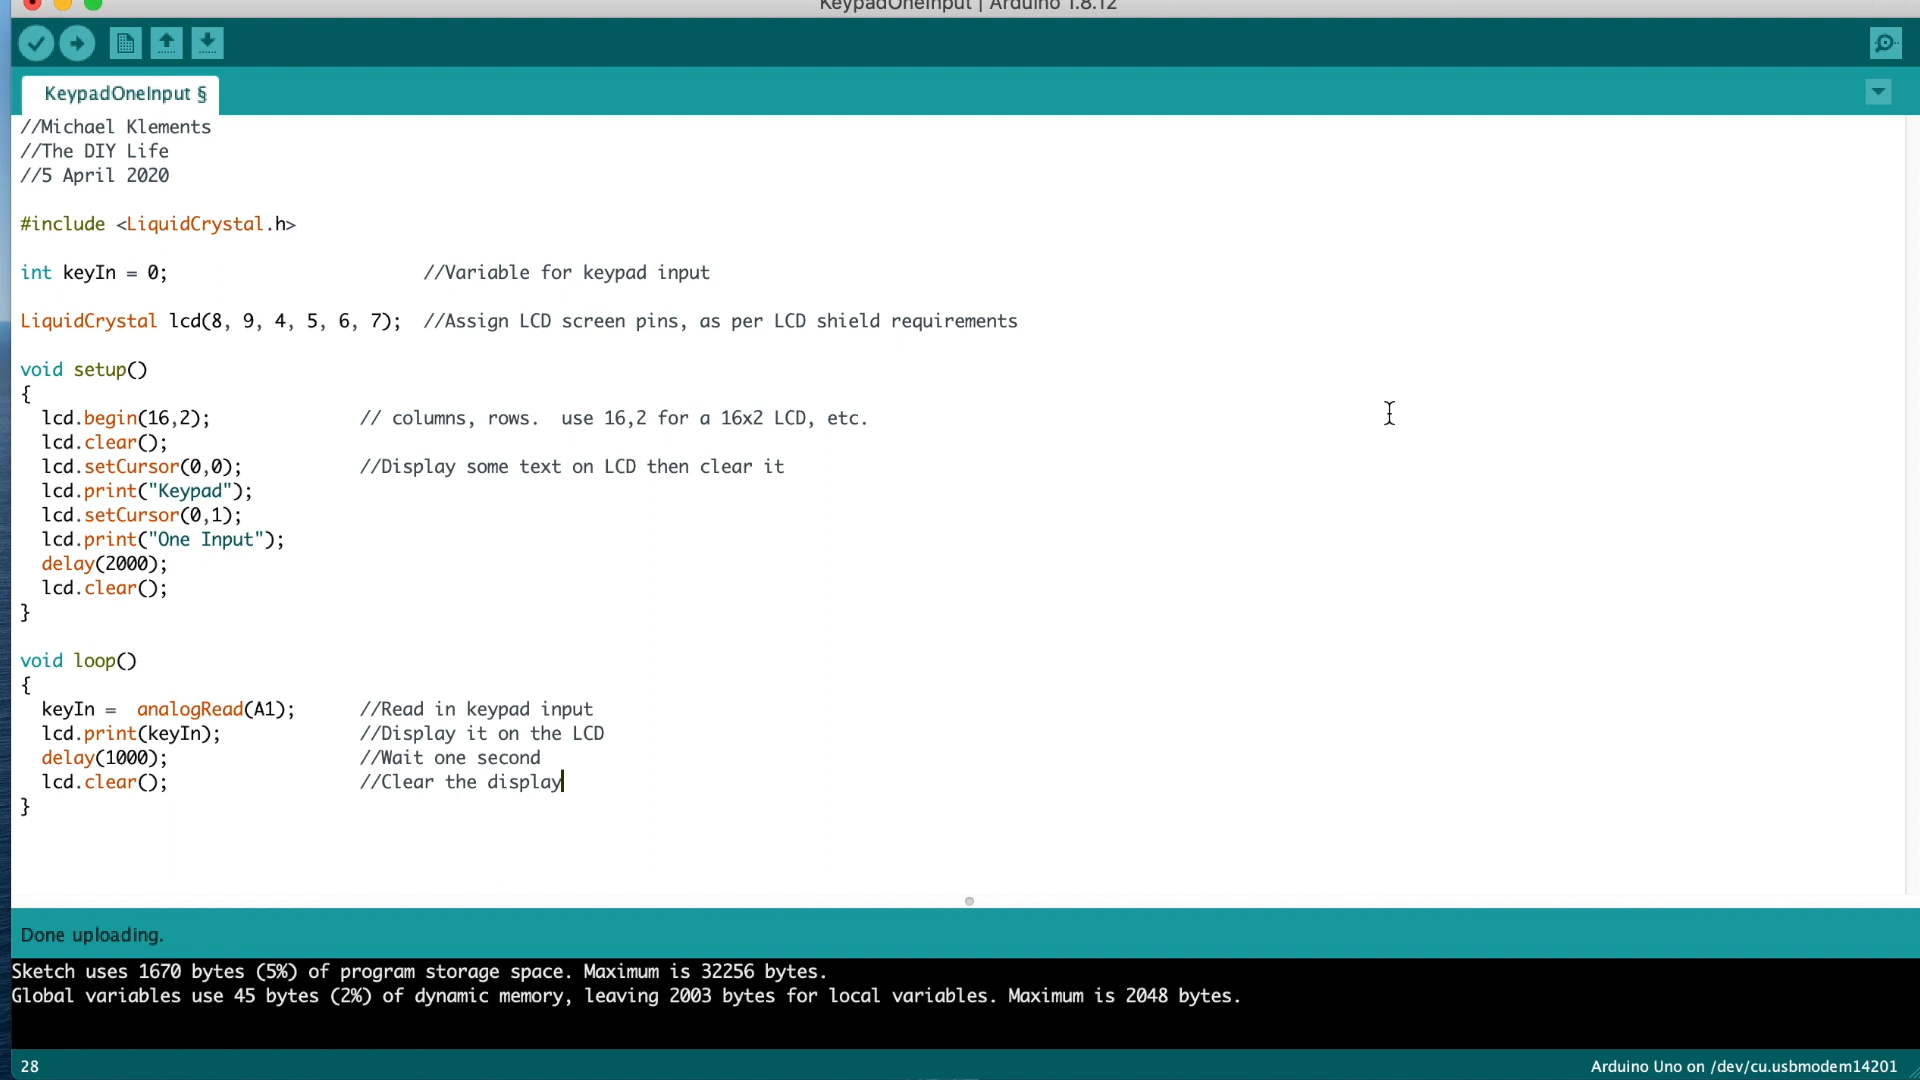 KeypadOneInput | Arduino 1.8.12
KeypadOneInput §
//Michael Klements
//The DIY Life
//5 April 2020
#include <LiquidCrystal.h>
int keyIn = 0;                        //Variable for keypad input
LiquidCrystal lcd(8, 9, 4, 5, 6, 7);  //Assign LCD screen pins, as per LCD shield requirements
void setup()
{
  lcd.begin(16,2);              // columns, rows.  use 16,2 for a 16x2 LCD, etc.
  lcd.clear();
  lcd.setCursor(0,0);           //Display some text on LCD then clear it
  lcd.print("Keypad");
  lcd.setCursor(0,1);
  lcd.print("One Input");
  delay(2000);
  lcd.clear();
}
void loop()
{
  keyIn =  analogRead(A1);      //Read in keypad input
  lcd.print(keyIn);             //Display it on the LCD
  delay(1000);                  //Wait one second
  lcd.clear();                  //Clear the display
}
Done uploading.
Sketch uses 1670 bytes (5%) of program storage space. Maximum is 32256 bytes.
Global variables use 45 bytes (2%) of dynamic memory, leaving 2003 bytes for local variables. Maximum is 2048 bytes.
28
Arduino Uno on /dev/cu.usbmodem14201